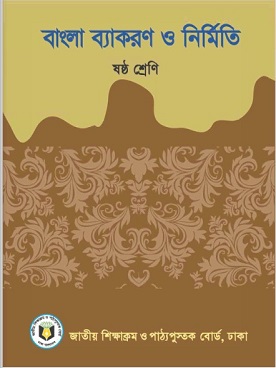 বাংলা ব্যাকরণ ও নির্মিতি
ষষ্ঠ শ্রেণি
জাতীয় শিক্ষাক্রম ও পাঠ্যপুস্তক বোর্ড, ঢাকা